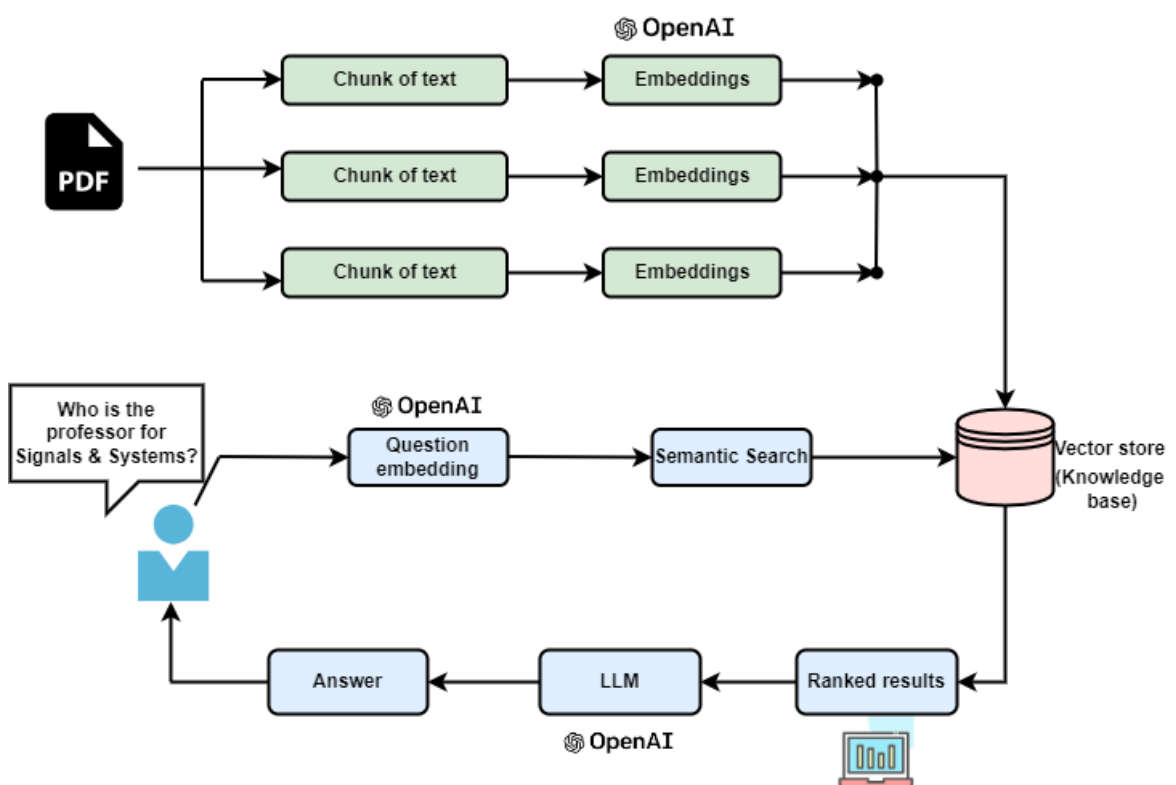 OpenAI
Chunk of text
Embeddings
PDF
Chunk of text
Embeddings
Chunk of text
Embeddings
Who is the
professor for
Signals & Systems?
OpenAI
Question
embedding
Semantic Search
Vector store
(Knowledge
base)
Answer
LLM
Ranked results
OpenAI